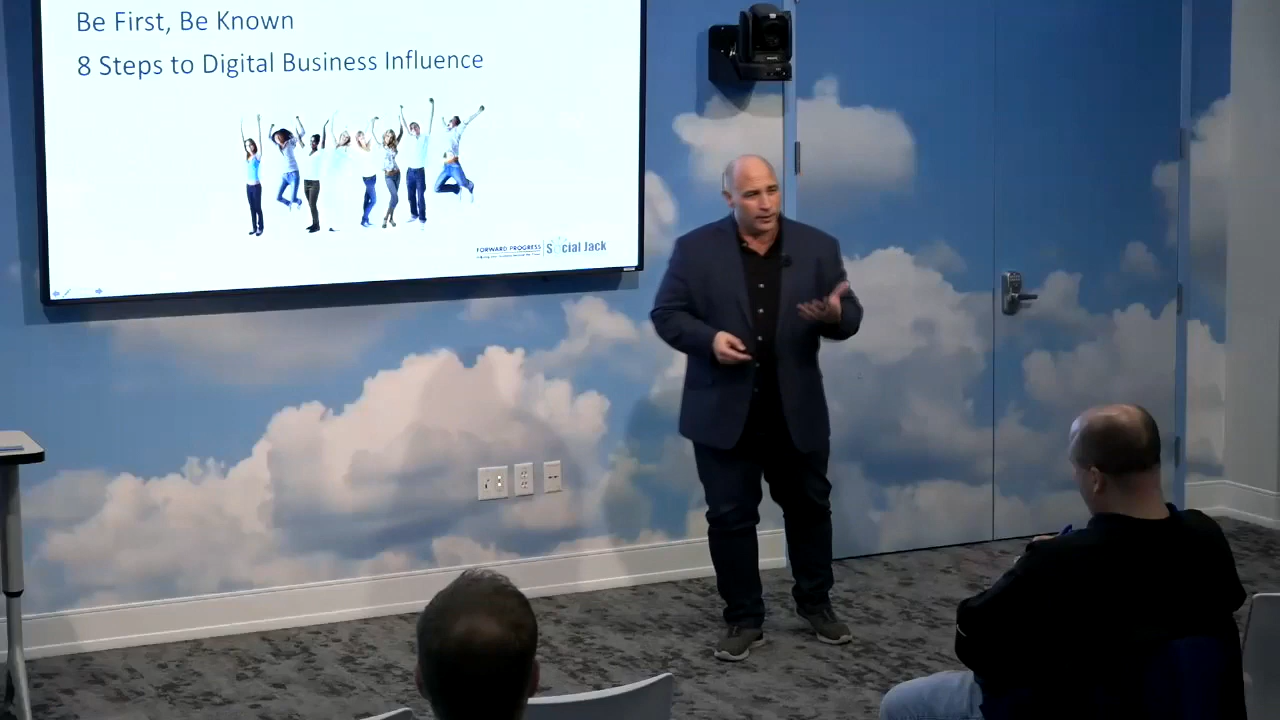 Be First, Be Known
8 Steps to Digital Business Influence
FORWARD PROGRESS
Social Jack